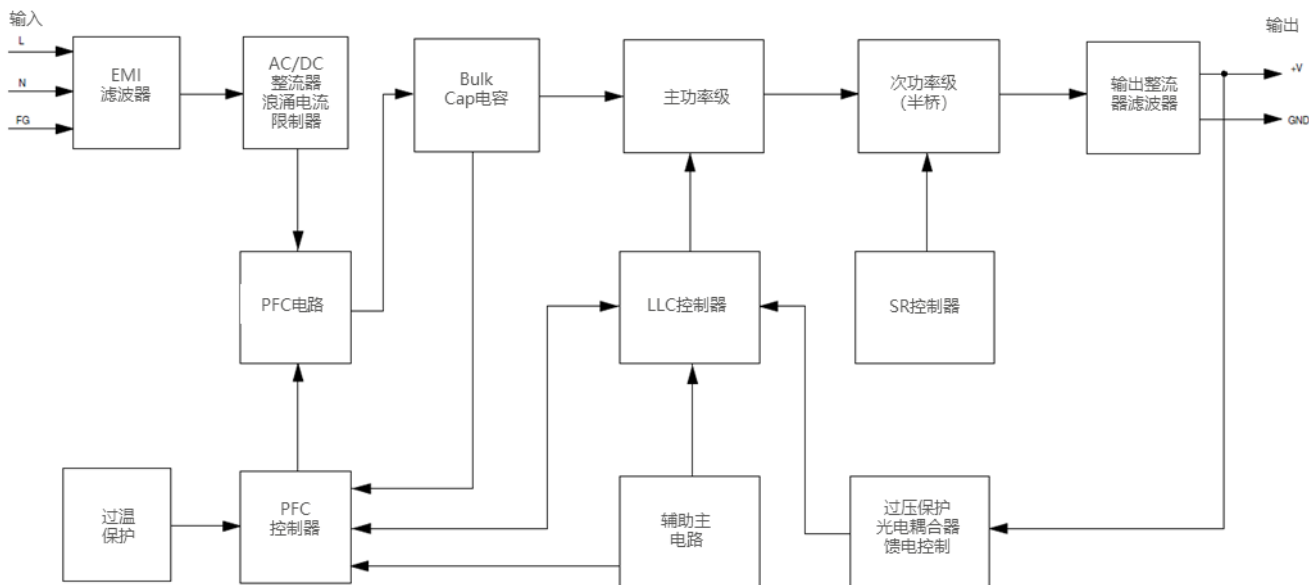 输入
L
N
FG
EMI
滤波器
AC/DC
整流器
浪涌电流
限制器
Bulk
Cap电容
主功率级
次功率级
(半桥)
输出整流
器滤波器
输出
+V
GND
PFC电路
LLC控制器
SR控制器
过温
保护
PFC
控制器
辅助主
电路
过压保护
光电耦合器
馈电控制